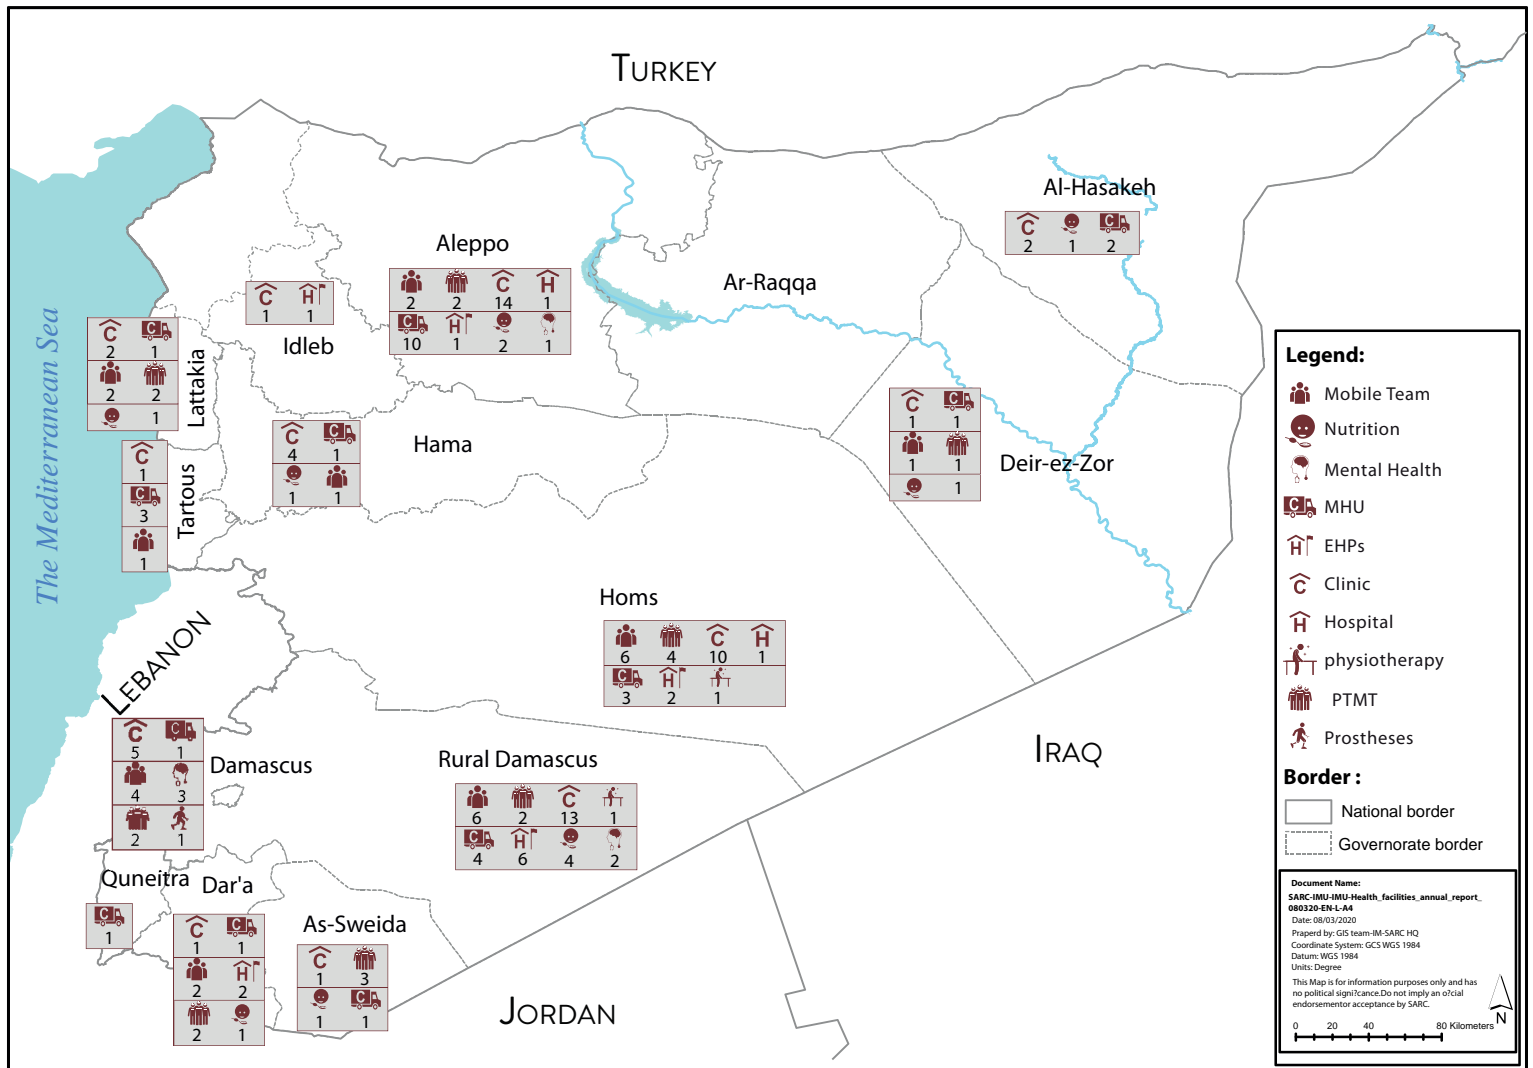 TURKEY
The Mediterranean Sea
Al-Hasakeh
C C
2 1 2
Aleppo
C H
2 2 14 1
C H
10 1 2 1
Ar-Raqqa
C H
1 1
Idleb
C C
2 1
2 2
1
Lattakia
C
1
C
3
1
Tartous
C C
4 1
1 1
Hama
C C
1 1
1 1
1
Deir-ez-Zor
Homs
C H
6 4 10 1
C H
3 2 1
LEBANON
C C
5 1
4 3
2 1
Damascus
Rural Damascus
C
6 2 13 1
C H
4 6 4 2
IRAQ
Quneitra
C
1
Dar'a
C C
1 1
H
2 2
2 1
As-Sweida
C
1 3
C
1 1
JORDAN
Legend:
Mobile Team
Nutrition
Mental Health
C MHU
H EHPs
C Clinic
H Hospital
physiotherapy
PTMT
Prostheses
Border :
National border
Governorate border
Document Name:
SARC-IMU-IMU-Health_facilities_annual_report_
080320-EN-L-A4
Date: 08/03/2020
Praperd by: GIS team-IM-SARC HQ
Coordinate System: GCS WGS 1984
Datum: WGS 1984
Units: Degree
This Map is for information purposes only and has
no political signi?cance.Do not imply an o?cial
endorsementor acceptance by SARC.
0 20 40 80 Kilometers
N